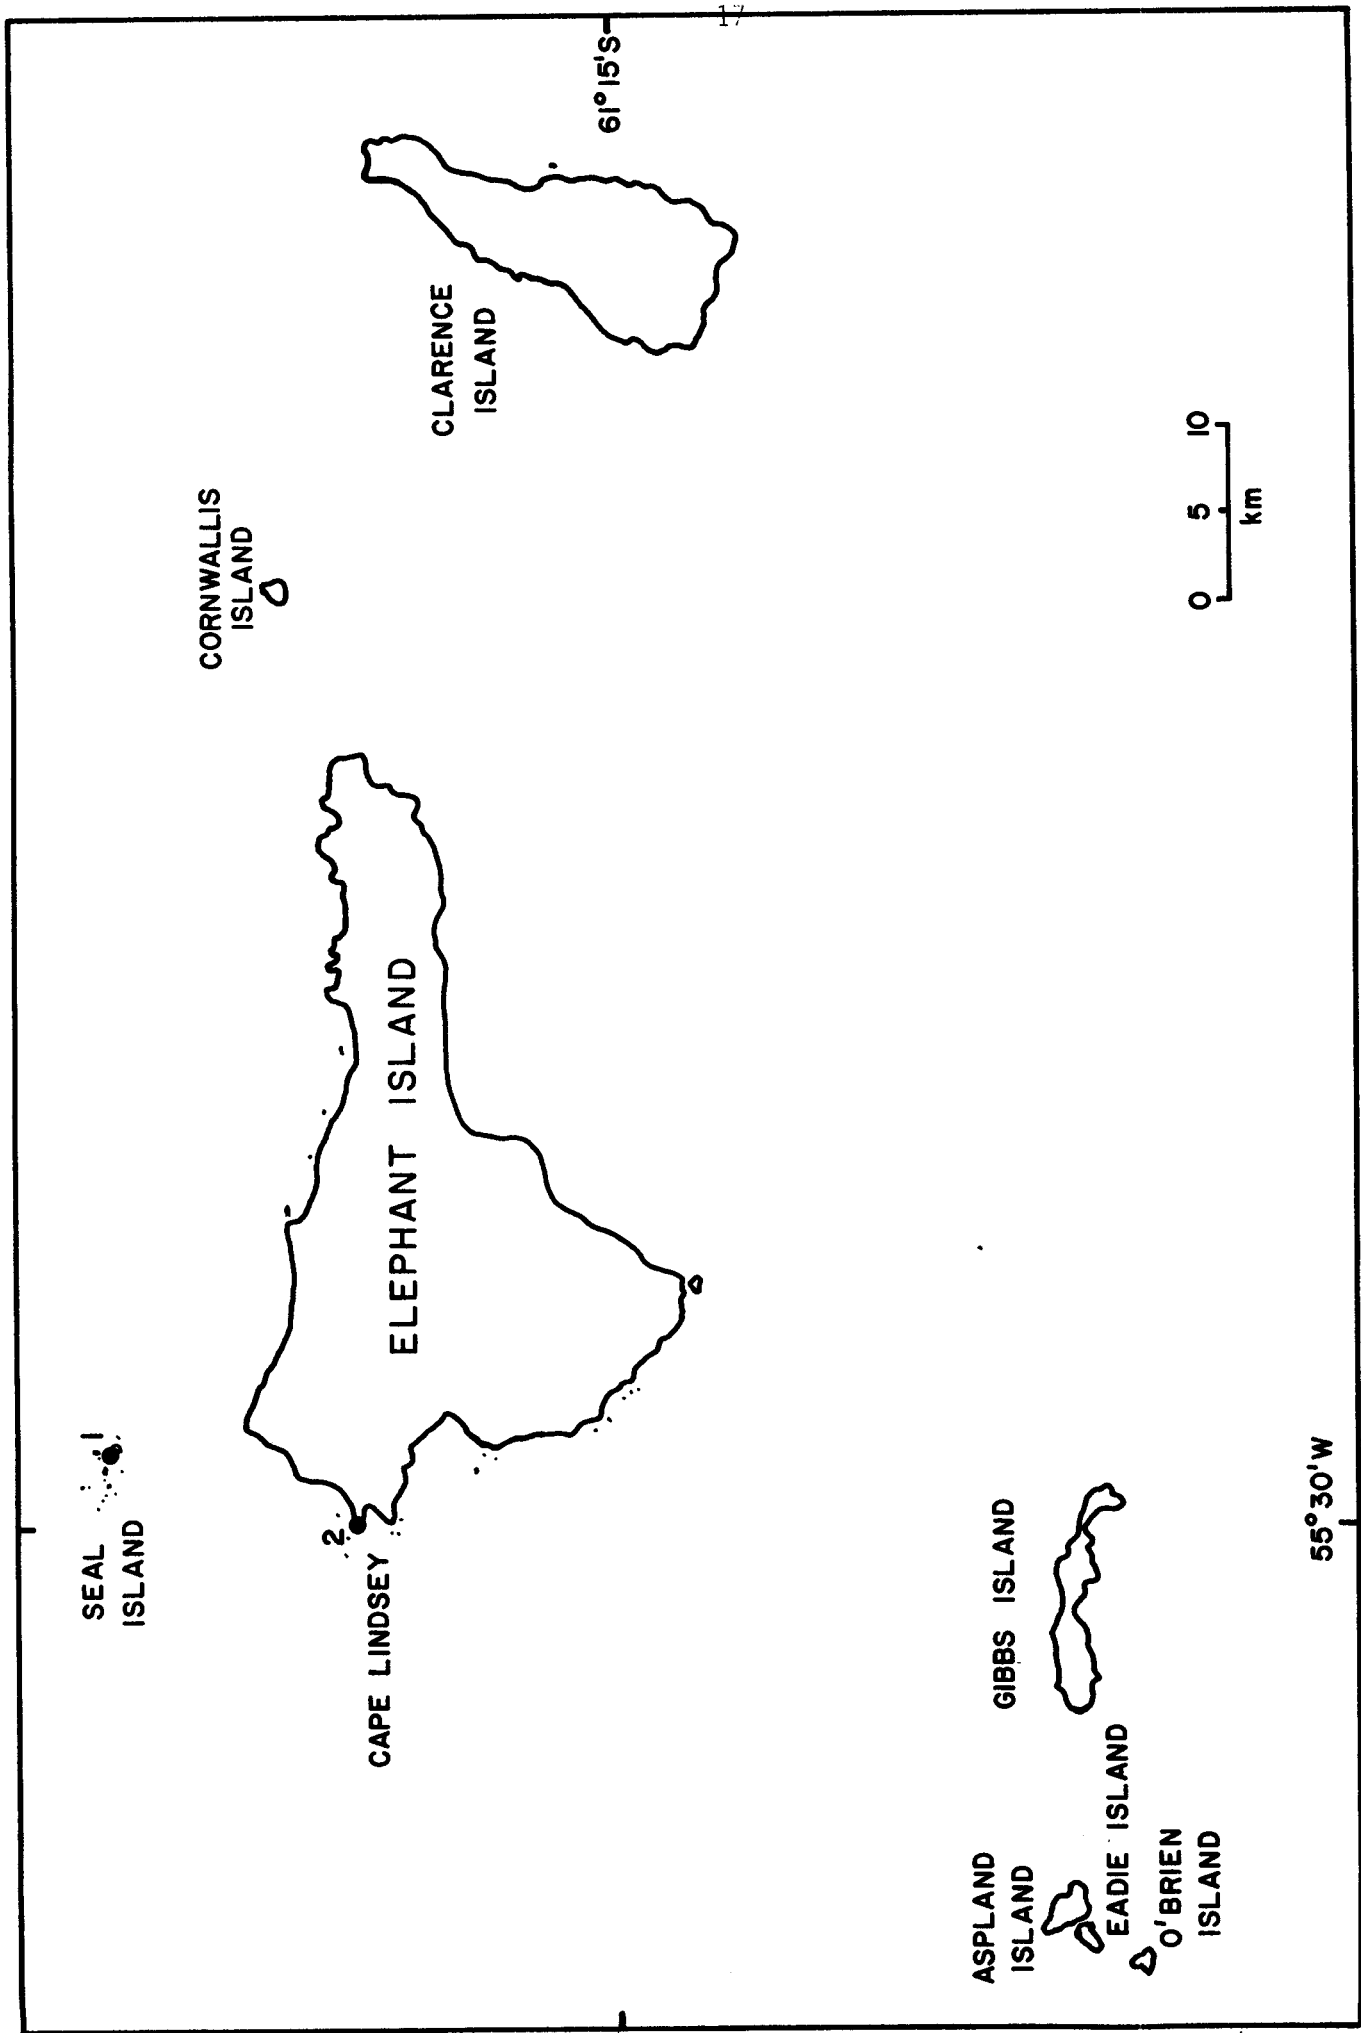 17
SEAL
ISLAND
1
2
CAPE LINDSEY
ELEPHANT ISLAND
CORNWALLIS
ISLAND
CLARENCE
ISLAND
61°15'S
ASPLAND
ISLAND
EADIE ISLAND
O'BRIEN
ISLAND
GIBBS ISLAND
0 5 10
km
55°30'W